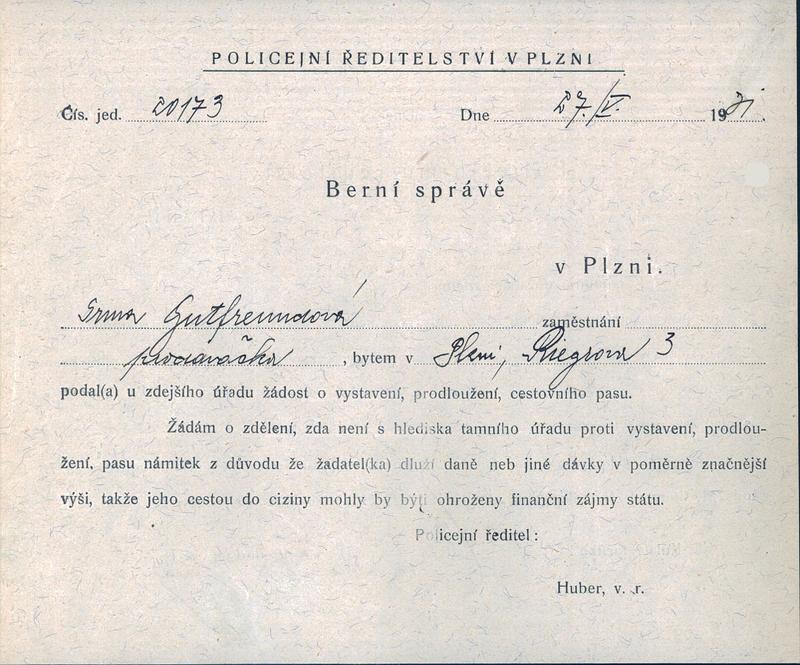 POLICEJNÍ ŘEDITELSTVÍ V PLZNI
Čís. jed. 20173 Dne 27./V. 1931.
Berní správě
v Plzni.
Irma Gutfreundová zaměstnání
prodavačka, bytem v Plzni, Riegrova 3
podal(a) u zdejšího úřadu žádost o vystavení, prodloužení, cestovního pasu.
Žádám o zdělení, zda není s hlediska tamního úřadu proti vystavení, prodlou-
žení, pasu námitek z důvodu že žadatel(ka) dluží daně neb jiné dávky v poměrně značnější
výši, takže jeho cestou do ciziny mohly by býti ohroženy finanční zájmy státu.
Policejní ředitel:
Huber, v. r.